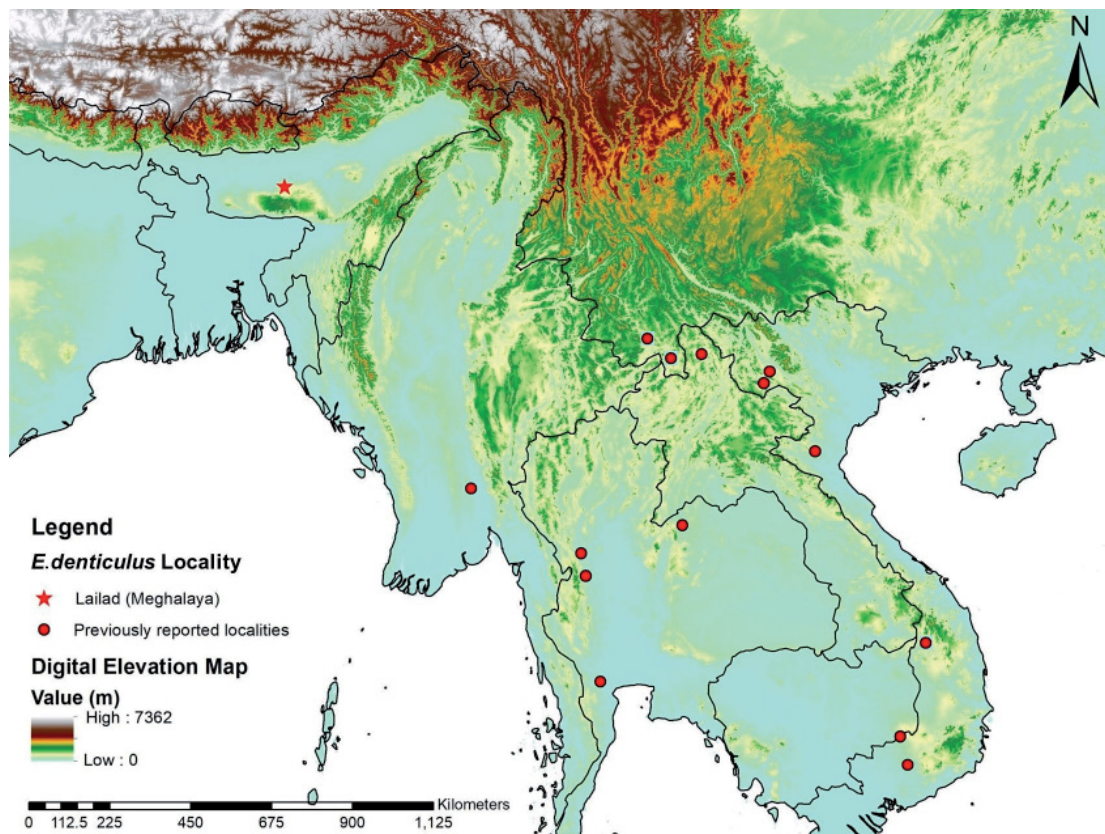 N
Legend
E.denticulus Locality
Lailad (Meghalaya)
Previously reported localities
Digital Elevation Map
Value (m)
High : 7362
Low : 0
Kilometers
0 112.5 225 450 675 900 1,125